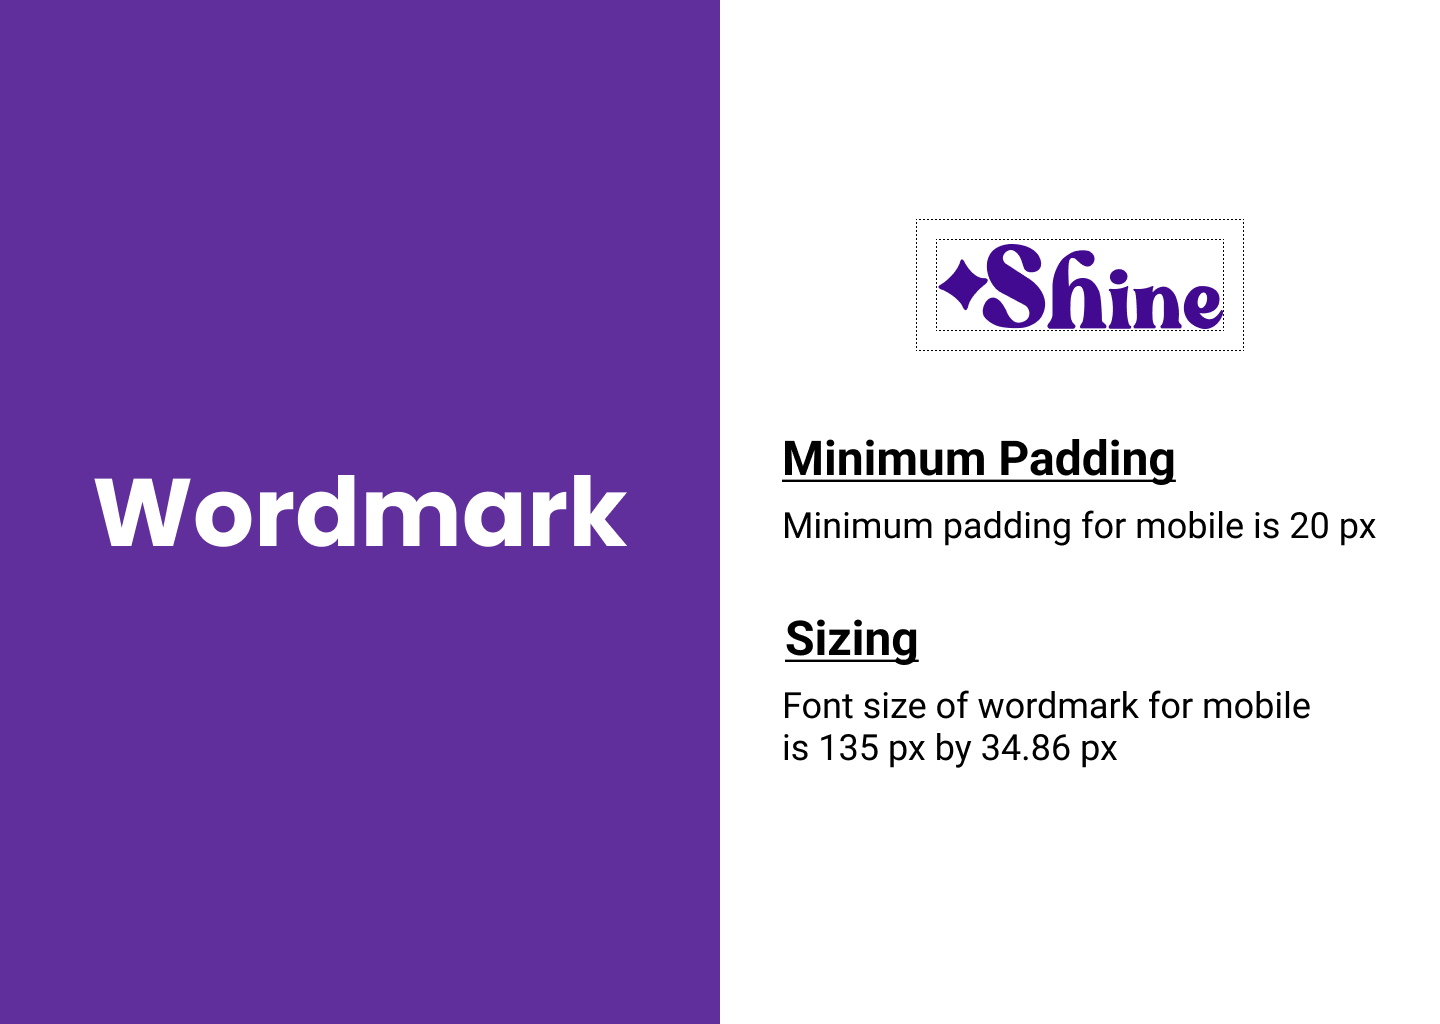 Wordmark
Shine
Minimum Padding
Minimum padding for mobile is 20 px
Sizing
Font size of wordmark for mobile
is 135 px by 34.86 px